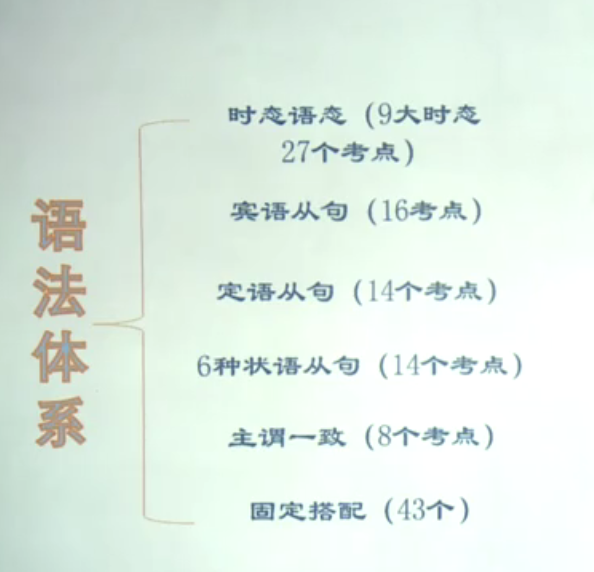 语法体系
时态语态（9大时态
27个考点）
宾语从句（16考点）
定语从句（14个考点）
6种状语从句（14个考点）
主谓一致（8个考点）
固定搭配（43个）